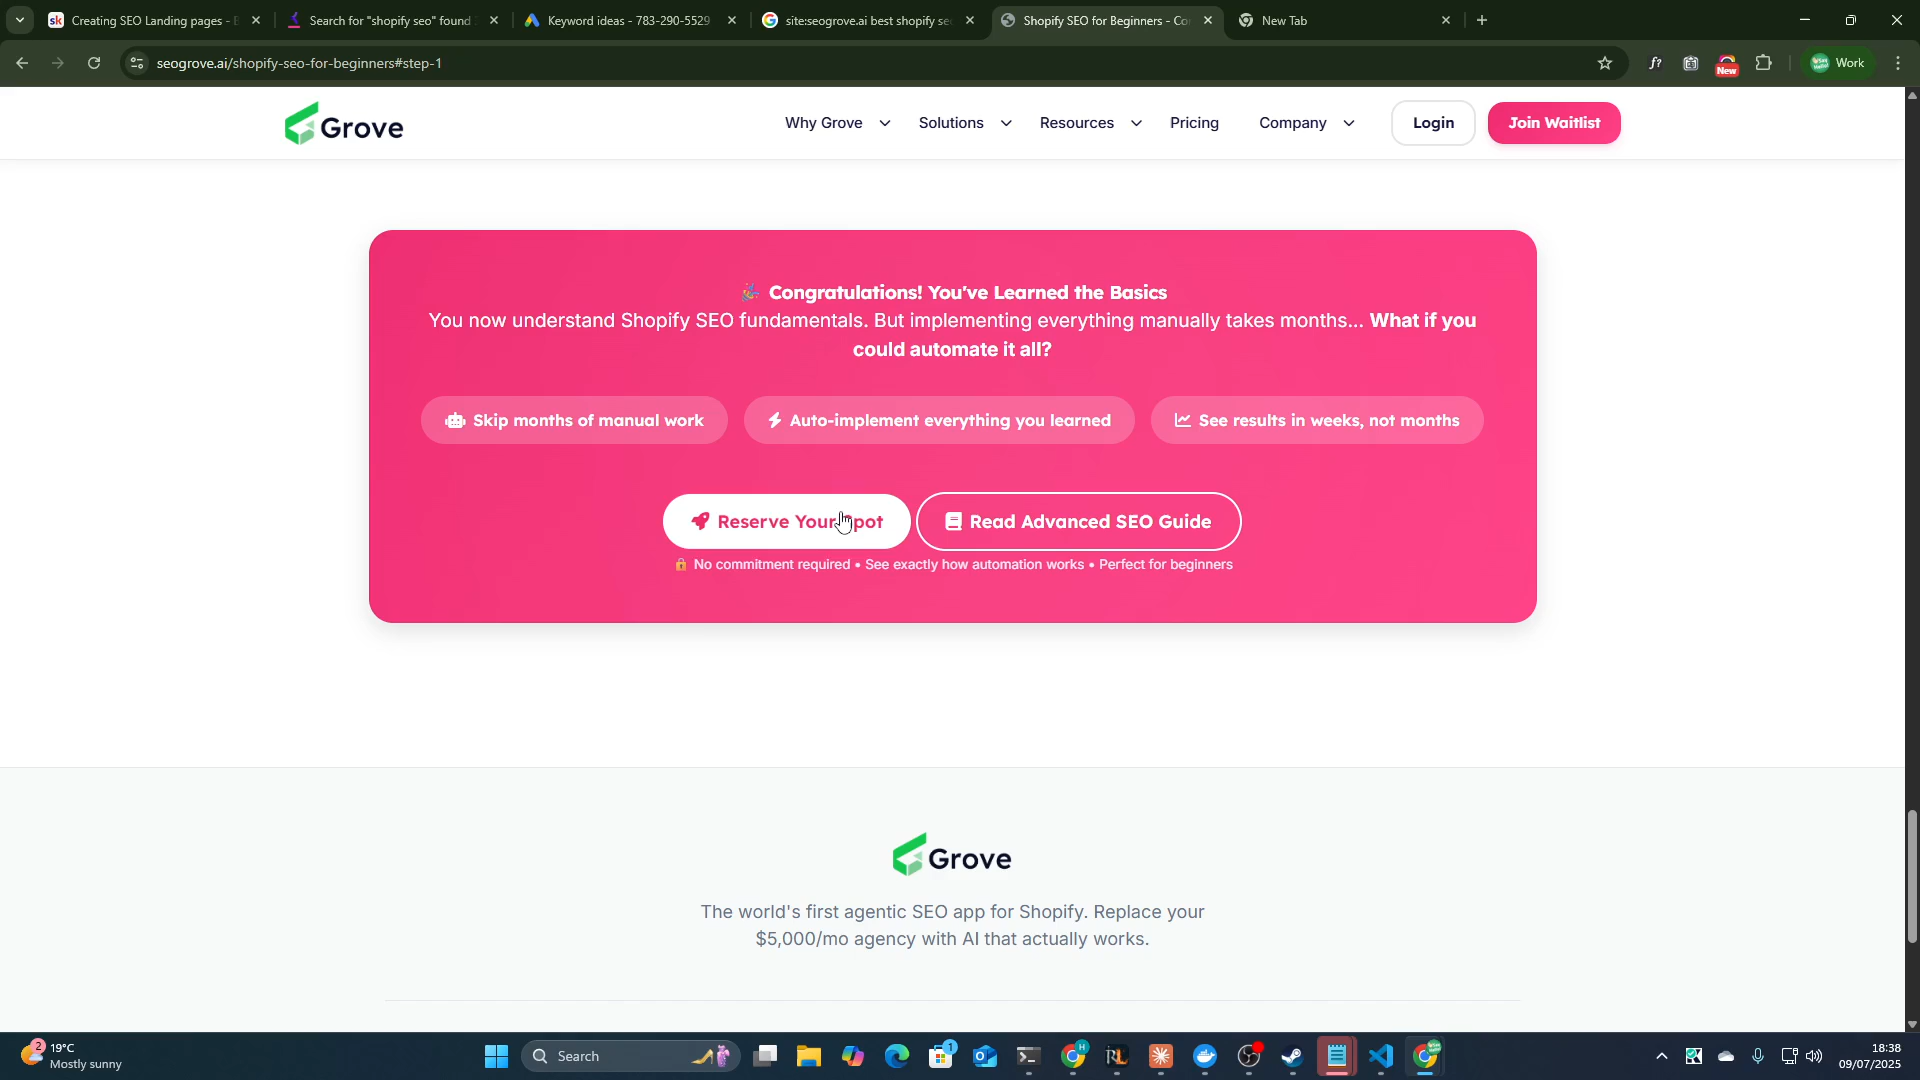 Creating SEO Landing pages - B
Search for "shopify seo" found
Keyword ideas - 783-290-5529
site:seogrove.ai best shopify se
Shopify SEO for Beginners - Co
New Tab
seogrove.ai/shopify-seo-for-beginners#step-1
f?
New
Work
Grove
Why Grove
Solutions
Resources
Pricing
Company
Login
Join Waitlist
🎉 Congratulations! You've Learned the Basics
You now understand Shopify SEO fundamentals. But implementing everything manually takes months... What if you
could automate it all?
Skip months of manual work
Auto-implement everything you learned
See results in weeks, not months
Reserve Your Spot
Read Advanced SEO Guide
🔒 No commitment required • See exactly how automation works • Perfect for beginners
Grove
The world's first agentic SEO app for Shopify. Replace your
$5,000/mo agency with AI that actually works.
2
19°C
Mostly sunny
Search
1
H
RL
18:38
09/07/2025